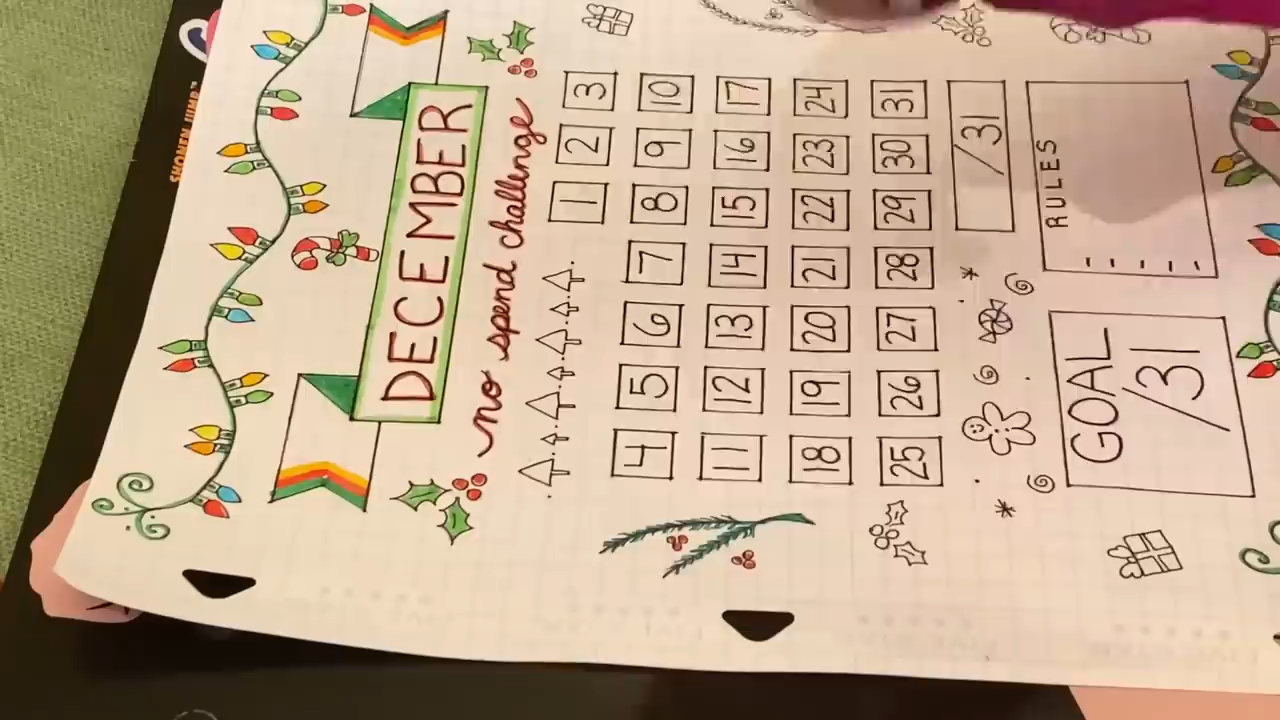 DECEMBER
no spend challenge
1 2 3
4 5 6 7 8 9 10
11 12 13 14 15 16 17
18 19 20 21 22 23 24
25 26 27 28 29 30 31
/31
GOAL
/31
RULES
SHONEN JUMP